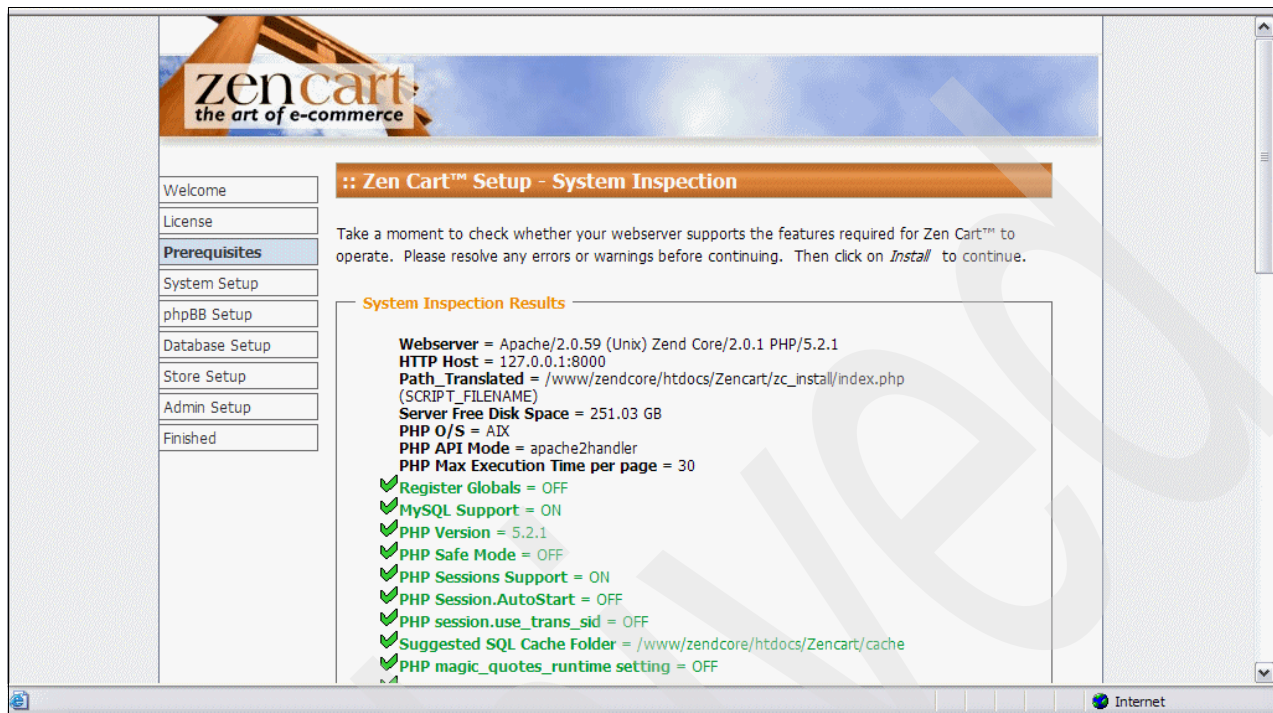 zencart
the art of e-commerce
Welcome
License
Prerequisites
System Setup
phpBB Setup
Database Setup
Store Setup
Admin Setup
Finished
:: Zen Cart™ Setup - System Inspection
Take a moment to check whether your webserver supports the features required for Zen Cart™ to
operate. Please resolve any errors or warnings before continuing. Then click on Install to continue.
System Inspection Results
Webserver = Apache/2.0.59 (Unix) Zend Core/2.0.1 PHP/5.2.1
HTTP Host = 127.0.0.1:8000
Path_Translated = /www/zendcore/htdocs/Zencart/zc_install/index.php
(SCRIPT_FILENAME)
Server Free Disk Space = 251.03 GB
PHP O/S = AIX
PHP API Mode = apache2handler
PHP Max Execution Time per page = 30
Register Globals = OFF
MySQL Support = ON
PHP Version = 5.2.1
PHP Safe Mode = OFF
PHP Sessions Support = ON
PHP Session.AutoStart = OFF
PHP session.use_trans_sid = OFF
Suggested SQL Cache Folder = /www/zendcore/htdocs/Zencart/cache
PHP magic_quotes_runtime setting = OFF
Internet